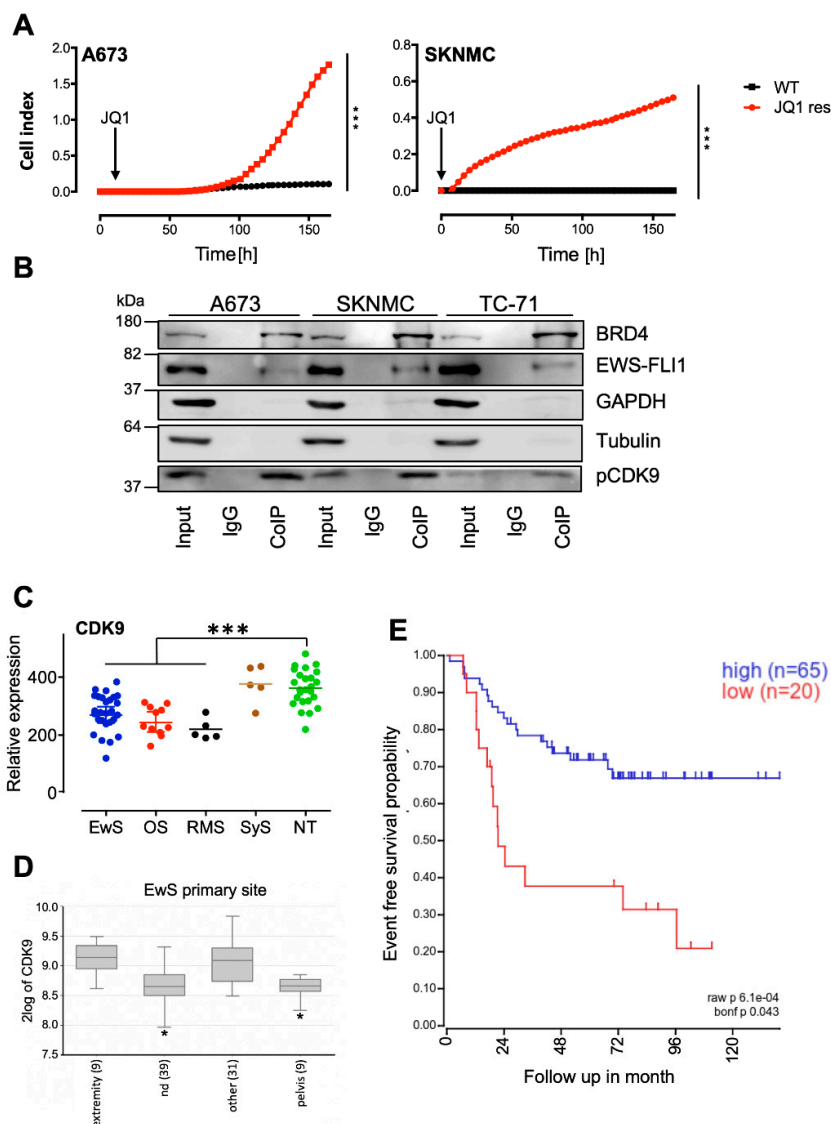 A
A673
SKNMC
Cell index
2.0
1.5
1.0
0.5
0.0
JQ1
0 50 100 150
Time[h]
0.8
0.6
0.4
0.2
0.0
JQ1
0 50 100 150
Time[h]
***
***
WT
JQ1 res
B
kDa
A673 SKNMC TC-71
180
BRD4
82
EWS-FLI1
37
GAPDH
64
Tubulin
37
pCDK9
Input IgG CoIP Input IgG CoIP Input IgG CoIP
C
CDK9
***
Relative expression
400
200
0
EwS OS RMS SyS NT
D
EwS primary site
2log of CDK9
10.0
9.5
9.0
8.5
8.0
7.5
*
*
extremity (9) nd (39) other (31) pelvis (9)
E
high (n=65)
low (n=20)
Event free survival propability
1.00
0.90
0.80
0.70
0.60
0.50
0.40
0.30
0.20
0.10
0.00
raw p 6.1e-04
bonf p 0.043
0 24 48 72 96 120
Follow up in month